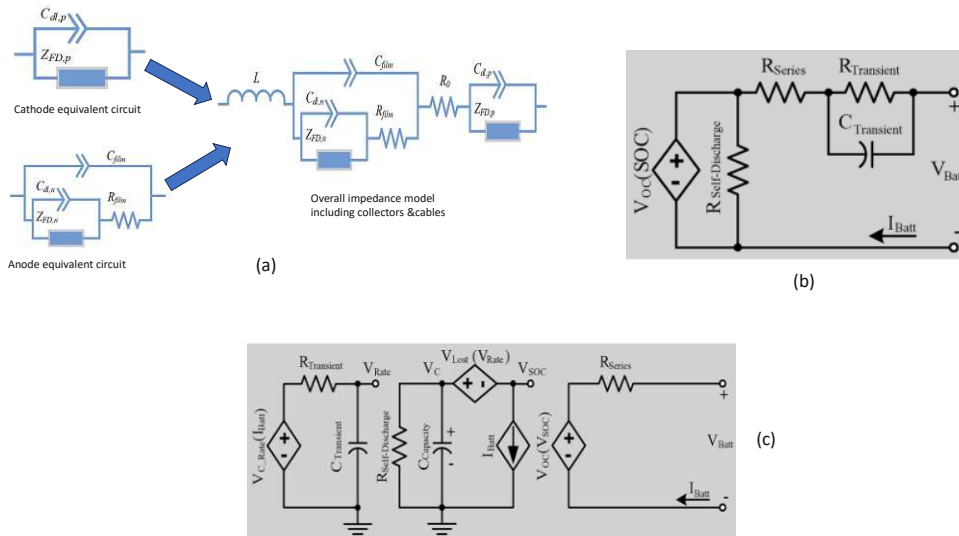 C_dl,p
Z_FD,p
Cathode equivalent circuit
C_film
C_dl,n
Z_FD,n
R_film
Anode equivalent circuit
L
C_film
C_dl,n
Z_FD,n
R_film
R_0
C_dl,p
Z_FD,p
Overall impedance model
including collectors &cables
(a)
R_Series
R_Transient
C_Transient
V_OC(SOC)
+
-
R_Self-Discharge
+
V_Bat
-
I_Batt
(b)
R_Transient
V_Rate
V_C_Rate(I_Batt)
+
-
C_Transient
V_C
V_Lost(V_Rate)
+ -
V_SOC
R_Self-Discharge
C_Capacity
+
-
I_Batt
R_Series
V_OC(V_SOC)
+
-
+
V_Batt
-
I_Batt
(c)